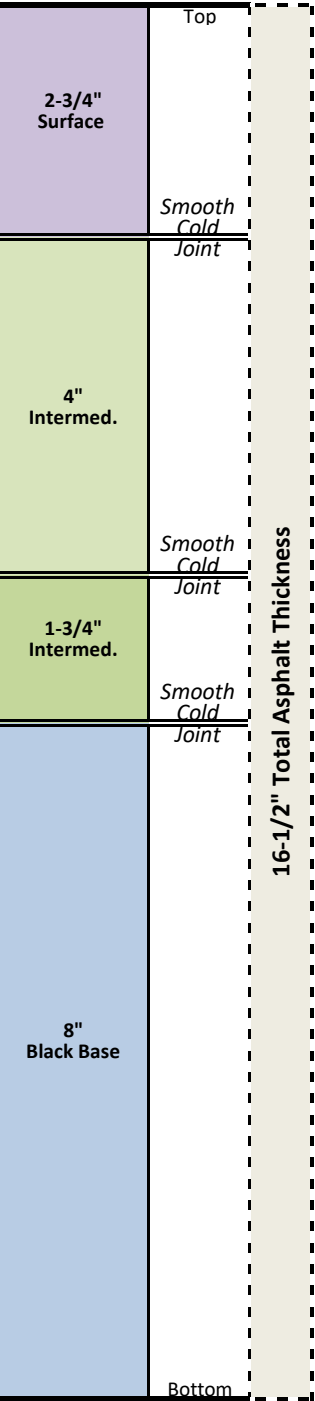 Top
2-3/4"
Surface
Smooth
Cold
Joint
4"
Intermed.
Smooth
Cold
Joint
1-3/4"
Intermed.
Smooth
Cold
Joint
16-1/2" Total Asphalt Thickness
8"
Black Base
Bottom